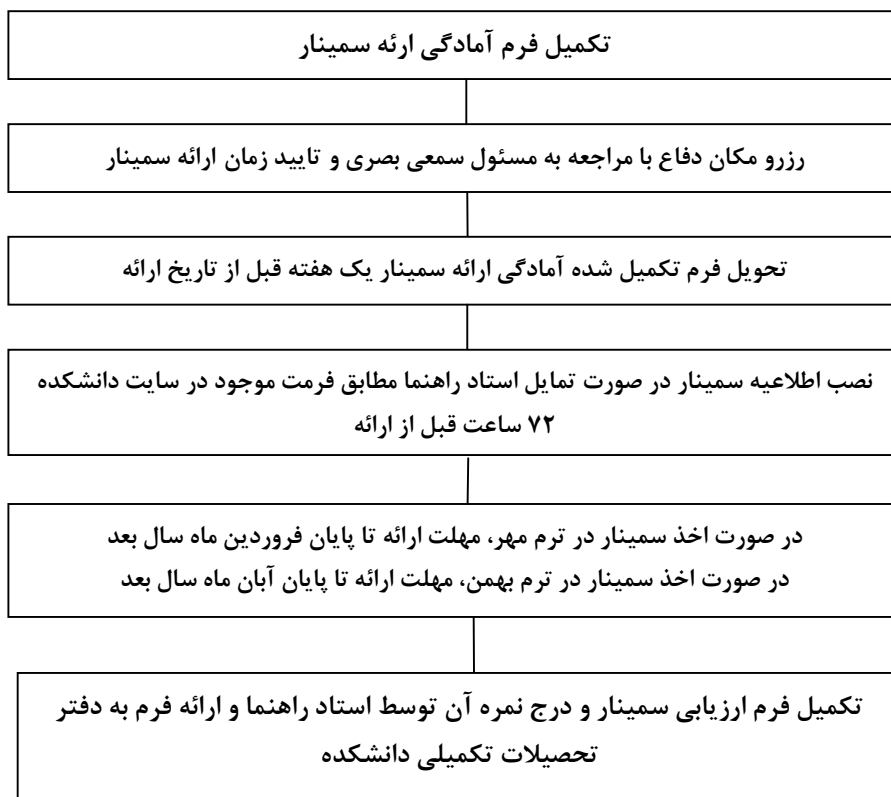 تکمیل فرم آمادگی ارئه سمینار
رزرو مکان دفاع با مراجعه به مسئول سمعی بصری و تایید زمان ارائه سمینار
تحویل فرم تکمیل شده آمادگی ارائه سمینار یک هفته قبل از تاریخ ارائه
نصب اطلاعیه سمینار در صورت تمایل استاد راهنما مطابق فرمت موجود در سایت دانشکده
۷۲ ساعت قبل از ارائه
در صورت اخذ سمینار در ترم مهر، مهلت ارائه تا پایان فروردین ماه سال بعد
در صورت اخذ سمینار در ترم بهمن، مهلت ارائه تا پایان آبان ماه سال بعد
تکمیل فرم ارزیابی سمینار و درج نمره آن توسط استاد راهنما و ارائه فرم به دفتر
تحصیلات تکمیلی دانشکده